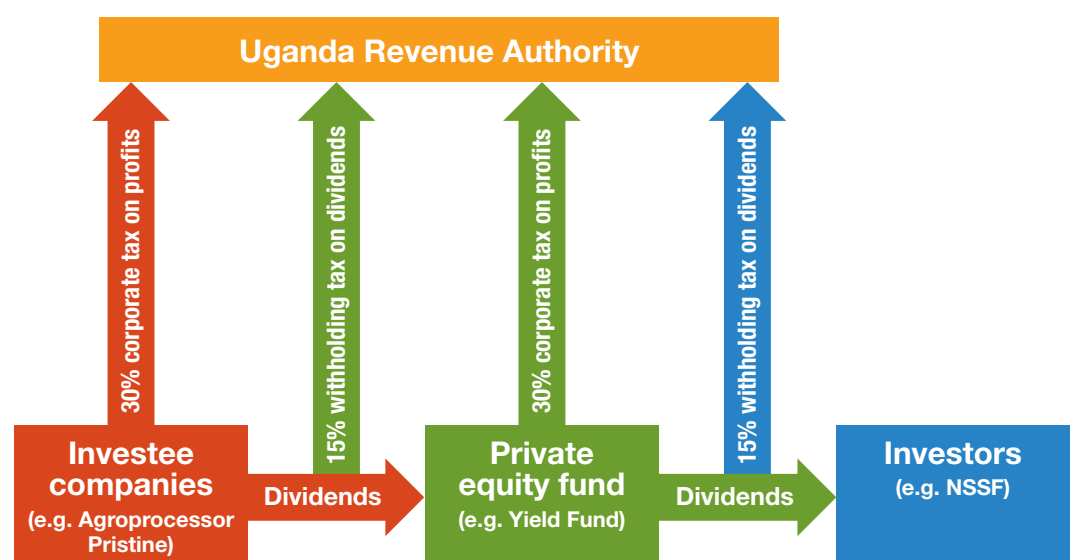 Uganda Revenue Authority
30% corporate tax on profits
15% withholding tax on dividends
30% corporate tax on profits
15% withholding tax on dividends
Investee
companies
(e.g. Agroprocessor
Pristine)
Dividends
Private
equity fund
(e.g. Yield Fund)
Dividends
Investors
(e.g. NSSF)